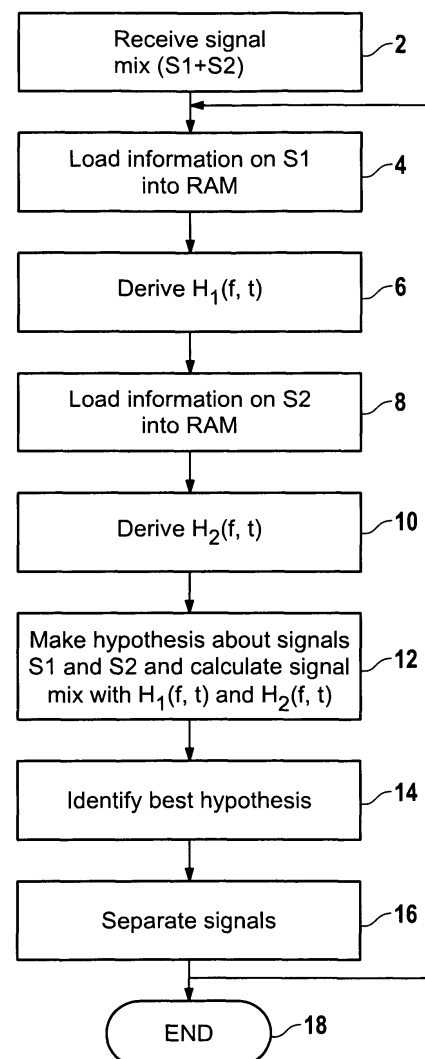 Receive signal
mix (S1+S2)
2
Load information on S1
into RAM
4
Derive H₁(f, t)
6
Load information on S2
into RAM
8
Derive H₂(f, t)
10
Make hypothesis about signals
S1 and S2 and calculate signal
mix with H₁(f, t) and H₂(f, t)
12
Identify best hypothesis
14
Separate signals
16
END
18